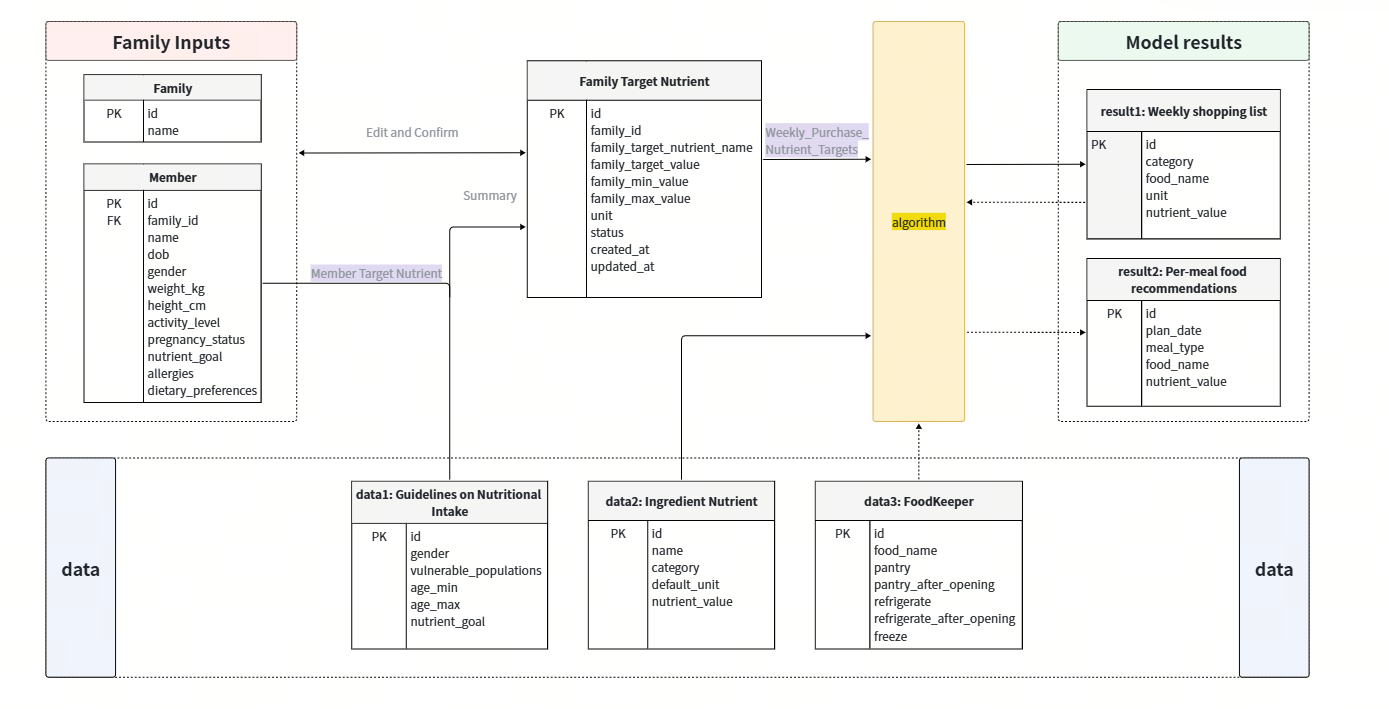 Family Inputs
Family
PK id
name
Member
PK id
FK family_id
name
dob
gender
weight_kg
height_cm
activity_level
pregnancy_status
nutrient_goal
allergies
dietary_preferences
Edit and Confirm
Summary
Member Target Nutrient
Family Target Nutrient
PK id
family_id
family_target_nutrient_name
family_target_value
family_min_value
family_max_value
unit
status
created_at
updated_at
Weekly_Purchase_
Nutrient_Targets
algorithm
Model results
result1: Weekly shopping list
PK id
category
food_name
unit
nutrient_value
result2: Per-meal food
recommendations
PK id
plan_date
meal_type
food_name
nutrient_value
data
data1: Guidelines on Nutritional
Intake
PK id
gender
vulnerable_populations
age_min
age_max
nutrient_goal
data2: Ingredient Nutrient
PK id
name
category
default_unit
nutrient_value
data3: FoodKeeper
PK id
food_name
pantry
pantry_after_opening
refrigerate
refrigerate_after_opening
freeze
data